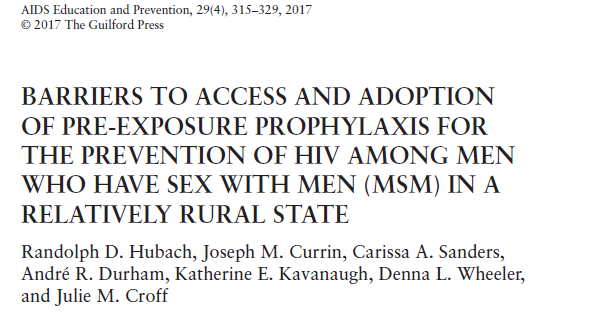 AIDS Education and Prevention, 29(4), 315–329, 2017
© 2017 The Guilford Press
BARRIERS TO ACCESS AND ADOPTION
OF PRE-EXPOSURE PROPHYLAXIS FOR
THE PREVENTION OF HIV AMONG MEN
WHO HAVE SEX WITH MEN (MSM) IN A
RELATIVELY RURAL STATE
Randolph D. Hubach, Joseph M. Currin, Carissa A. Sanders,
André R. Durham, Katherine E. Kavanaugh, Denna L. Wheeler,
and Julie M. Croff